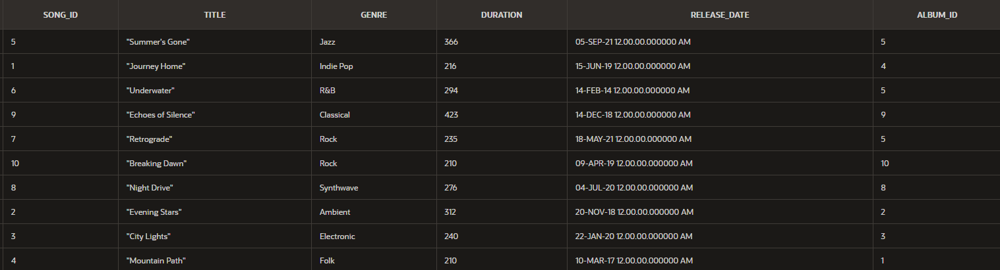 SONG_ID TITLE GENRE DURATION RELEASE_DATE ALBUM_ID
5 "Summer's Gone" Jazz 366 05-SEP-21 12.00.00.000000 AM 5
1 "Journey Home" Indie Pop 216 15-JUN-19 12.00.00.000000 AM 4
6 "Underwater" R&B 294 14-FEB-14 12.00.00.000000 AM 5
9 "Echoes of Silence" Classical 423 14-DEC-18 12.00.00.000000 AM 9
7 "Retrograde" Rock 235 18-MAY-21 12.00.00.000000 AM 5
10 "Breaking Dawn" Rock 210 09-APR-19 12.00.00.000000 AM 10
8 "Night Drive" Synthwave 276 04-JUL-20 12.00.00.000000 AM 8
2 "Evening Stars" Ambient 312 20-NOV-18 12.00.00.000000 AM 2
3 "City Lights" Electronic 240 22-JAN-20 12.00.00.000000 AM 3
4 "Mountain Path" Folk 210 10-MAR-17 12.00.00.000000 AM 1